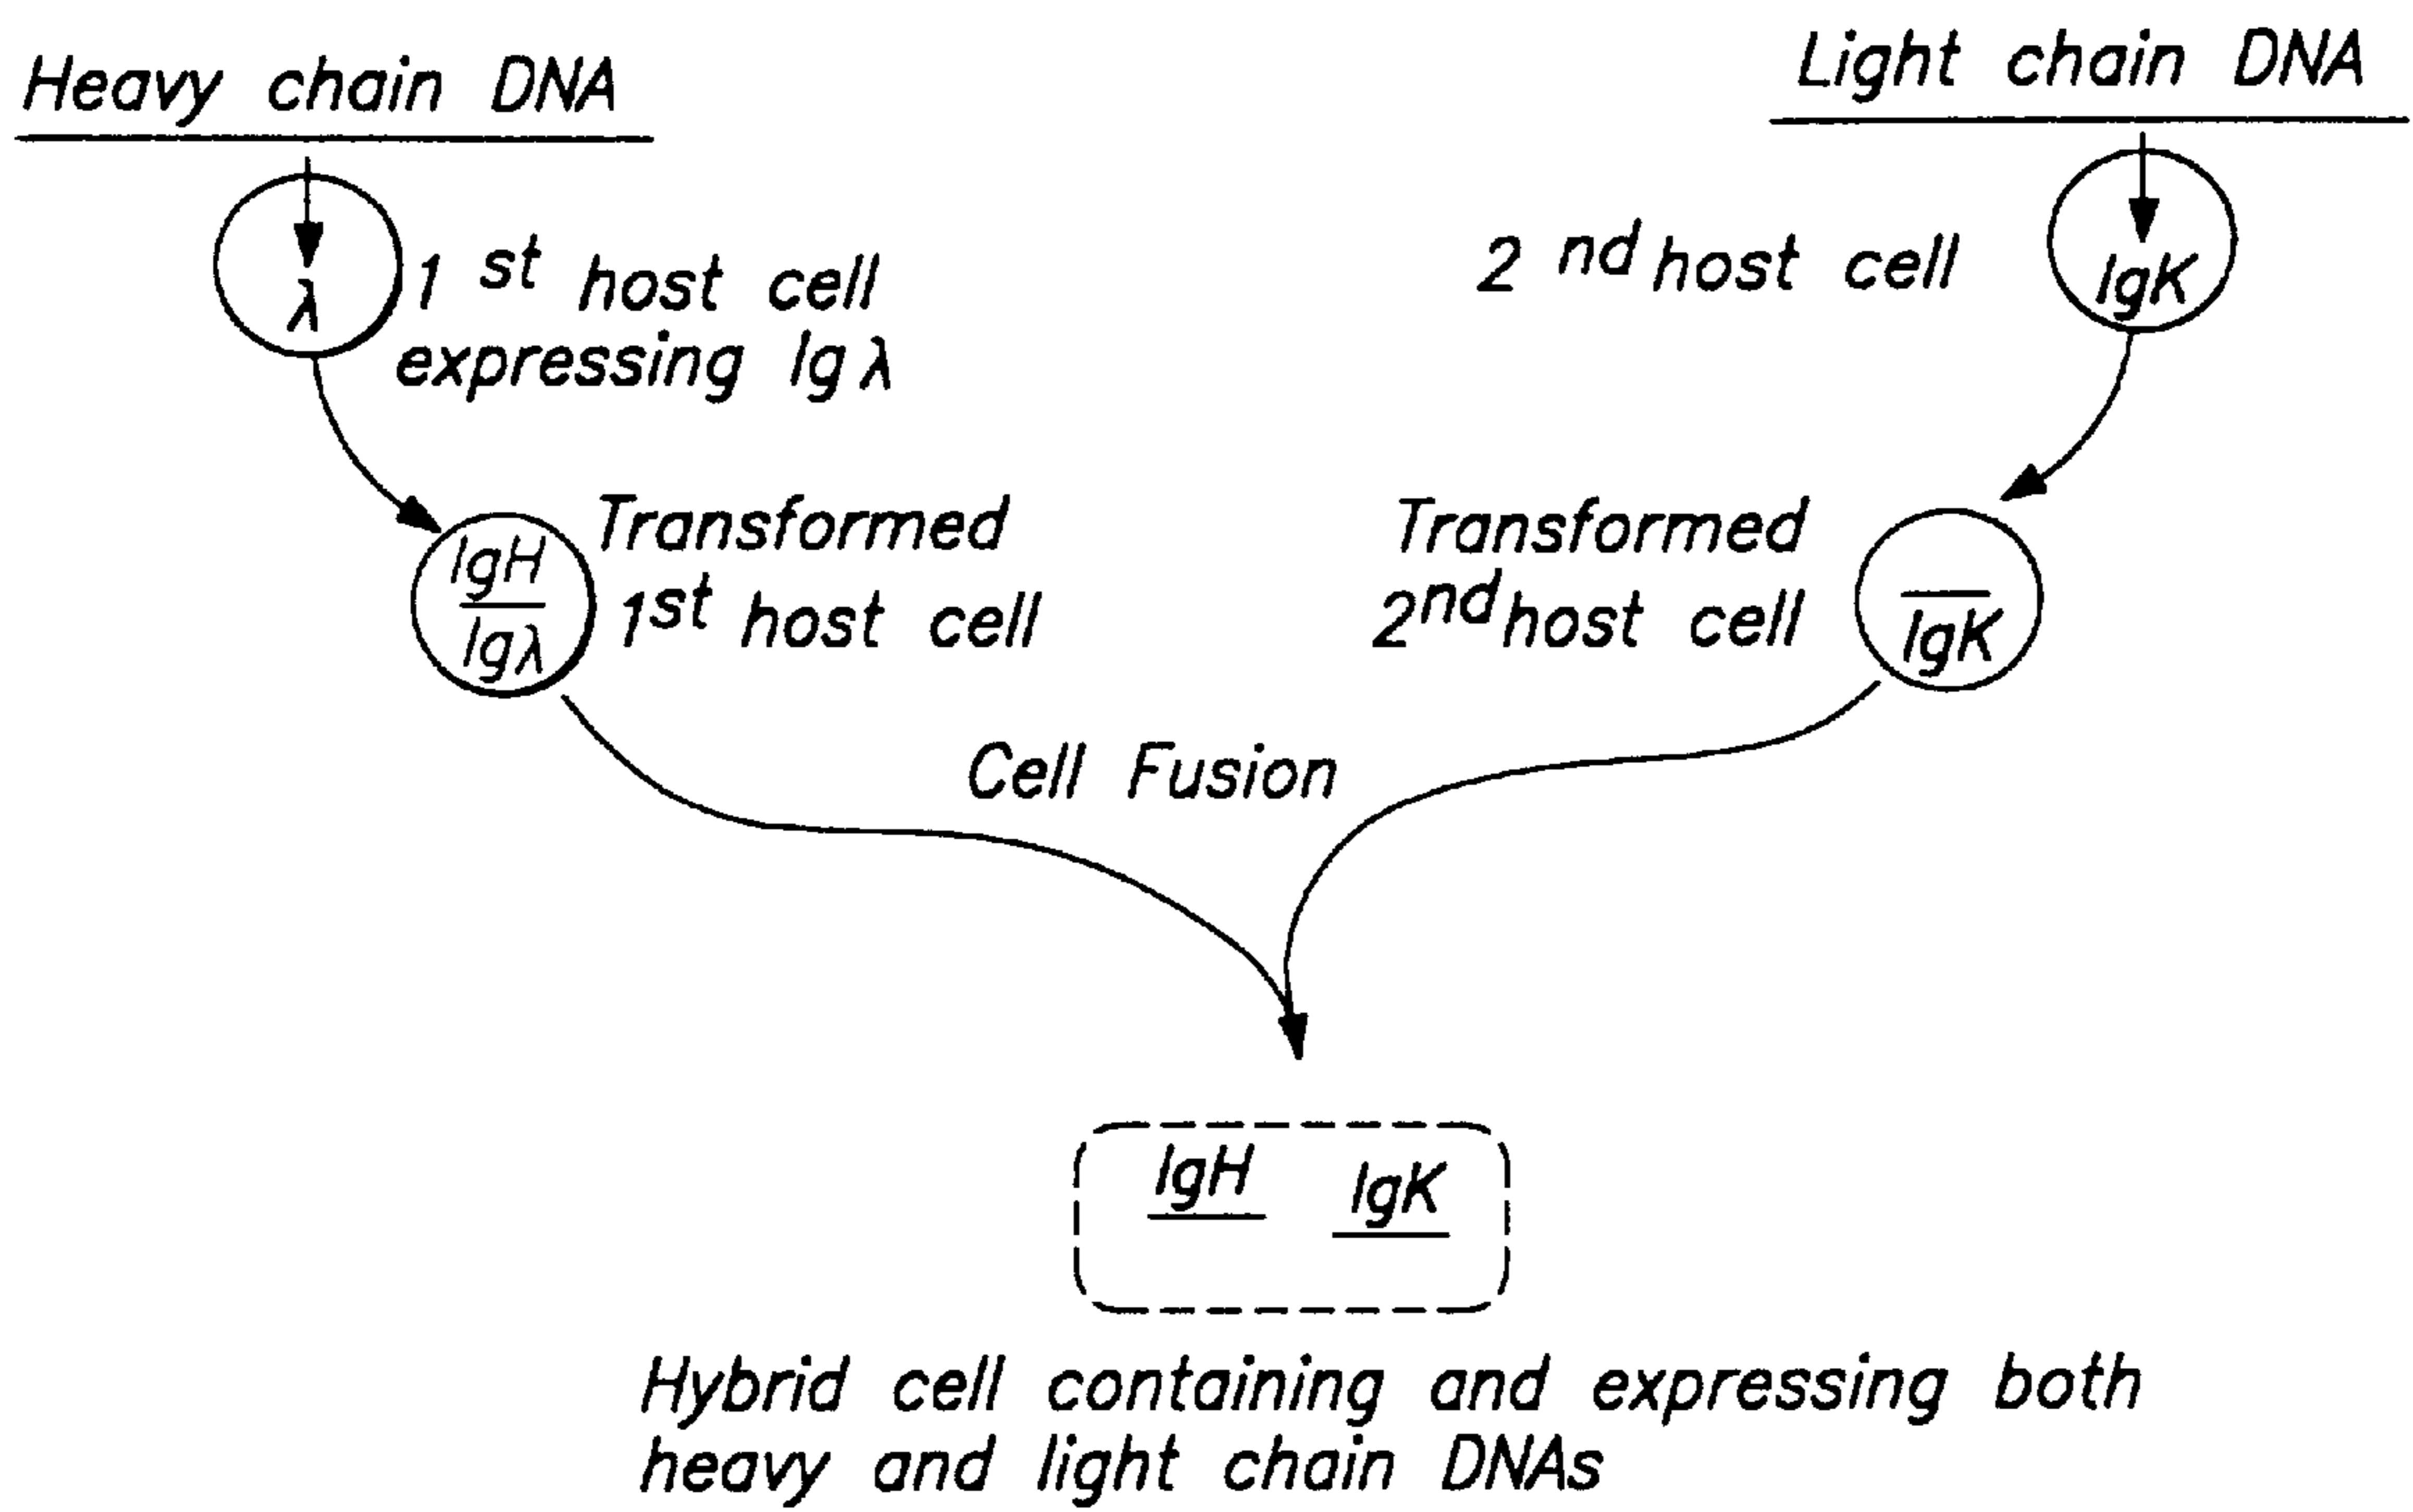 Heavy chain DNA
Light chain DNA
λ
1 st host cell
expressing Ig λ
2 nd host cell
IgK
IgH
Igλ
Transformed
1st host cell
Transformed
2nd host cell
IgK
Cell Fusion
IgH IgK
Hybrid cell containing and expressing both
heavy and light chain DNAs